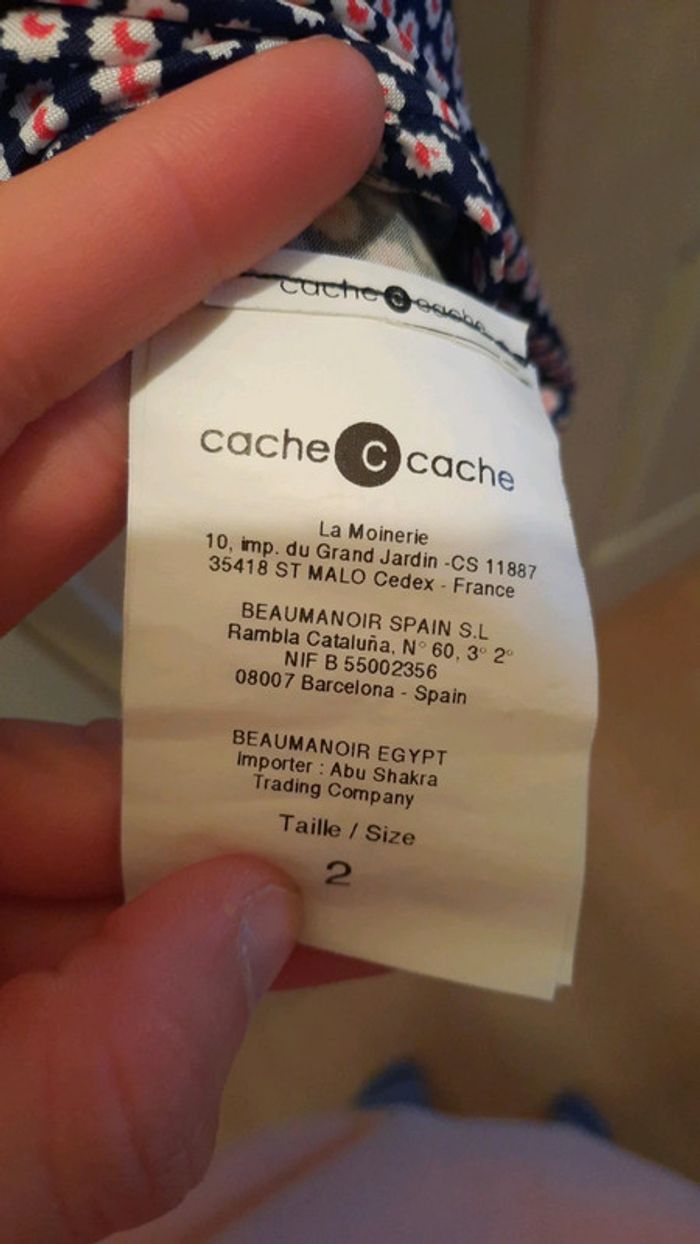 cache c cache
cache c cache
La Moinerie
10, imp. du Grand Jardin -CS 11887
35418 ST MALO Cedex - France
BEAUMANOIR SPAIN S.L
Rambla Cataluña, N° 60, 3° 2°
NIF B 55002356
08007 Barcelona - Spain
BEAUMANOIR EGYPT
Importer : Abu Shakra
Trading Company
Taille / Size
2